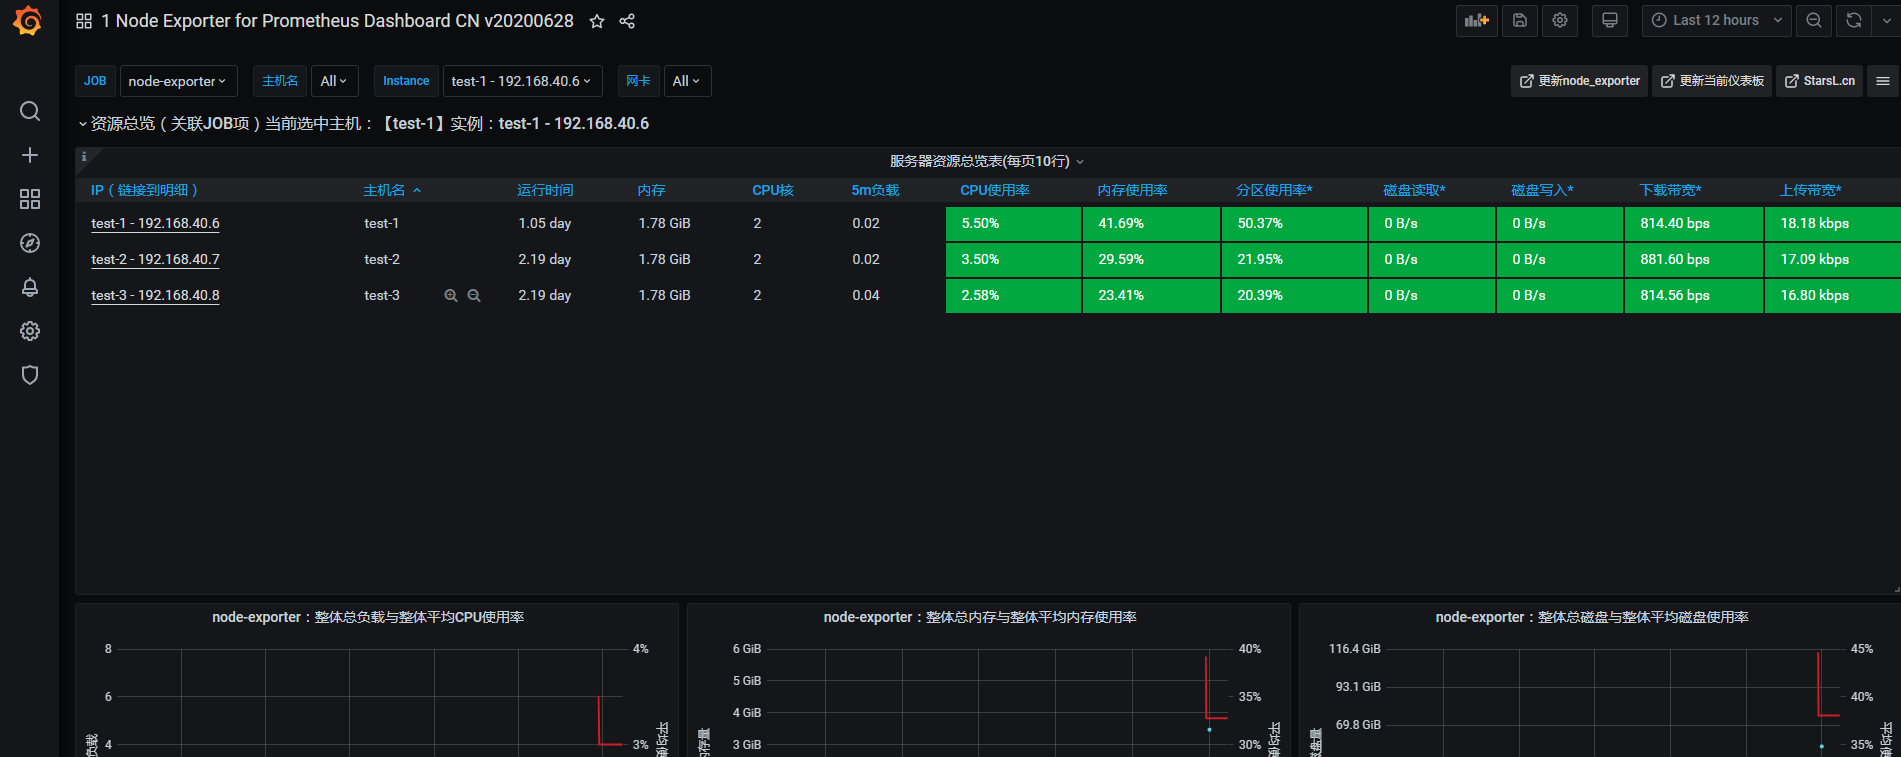 1 Node Exporter for Prometheus Dashboard CN v20200628
Last 12 hours
JOB node-exporter 主机名 All Instance test-1 - 192.168.40.6 网卡 All
更新node_exporter 更新当前仪表板 StarsL.cn
资源总览（关联JOB项）当前选中主机：【test-1】实例：test-1 - 192.168.40.6
服务器资源总览表(每页10行)
IP（链接到明细） 主机名 运行时间 内存 CPU核 5m负载 CPU使用率 内存使用率 分区使用率* 磁盘读取* 磁盘写入* 下载带宽* 上传带宽*
test-1 - 192.168.40.6 test-1 1.05 day 1.78 GiB 2 0.02 5.50% 41.69% 50.37% 0 B/s 0 B/s 814.40 bps 18.18 kbps
test-2 - 192.168.40.7 test-2 2.19 day 1.78 GiB 2 0.02 3.50% 29.59% 21.95% 0 B/s 0 B/s 881.60 bps 17.09 kbps
test-3 - 192.168.40.8 test-3 2.19 day 1.78 GiB 2 0.04 2.58% 23.41% 20.39% 0 B/s 0 B/s 814.56 bps 16.80 kbps
node-exporter：整体总负载与整体平均CPU使用率
8 4%
6
4 3%
node-exporter：整体总内存与整体平均内存使用率
6 GiB 40%
5 GiB
35%
4 GiB
3 GiB 30%
node-exporter：整体总磁盘与整体平均磁盘使用率
116.4 GiB 45%
93.1 GiB
40%
69.8 GiB
35%